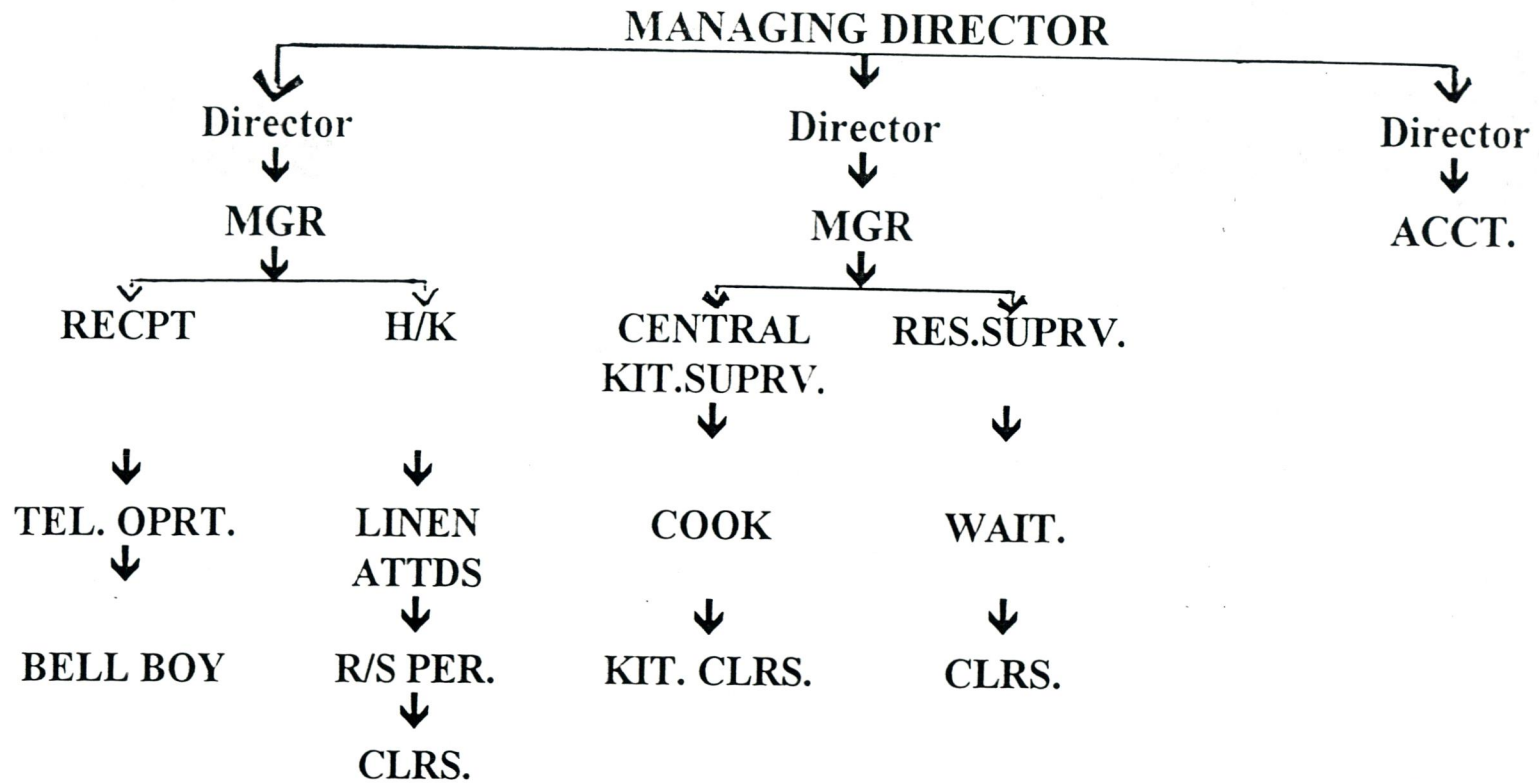 MANAGING DIRECTOR
Director Director Director
MGR MGR ACCT.
RECPT H/K CENTRAL RES.SUPRV.
KIT.SUPRV.
TEL. OPRT. LINEN COOK WAIT.
ATTDS
BELL BOY R/S PER. KIT. CLRS. CLRS.
CLRS.